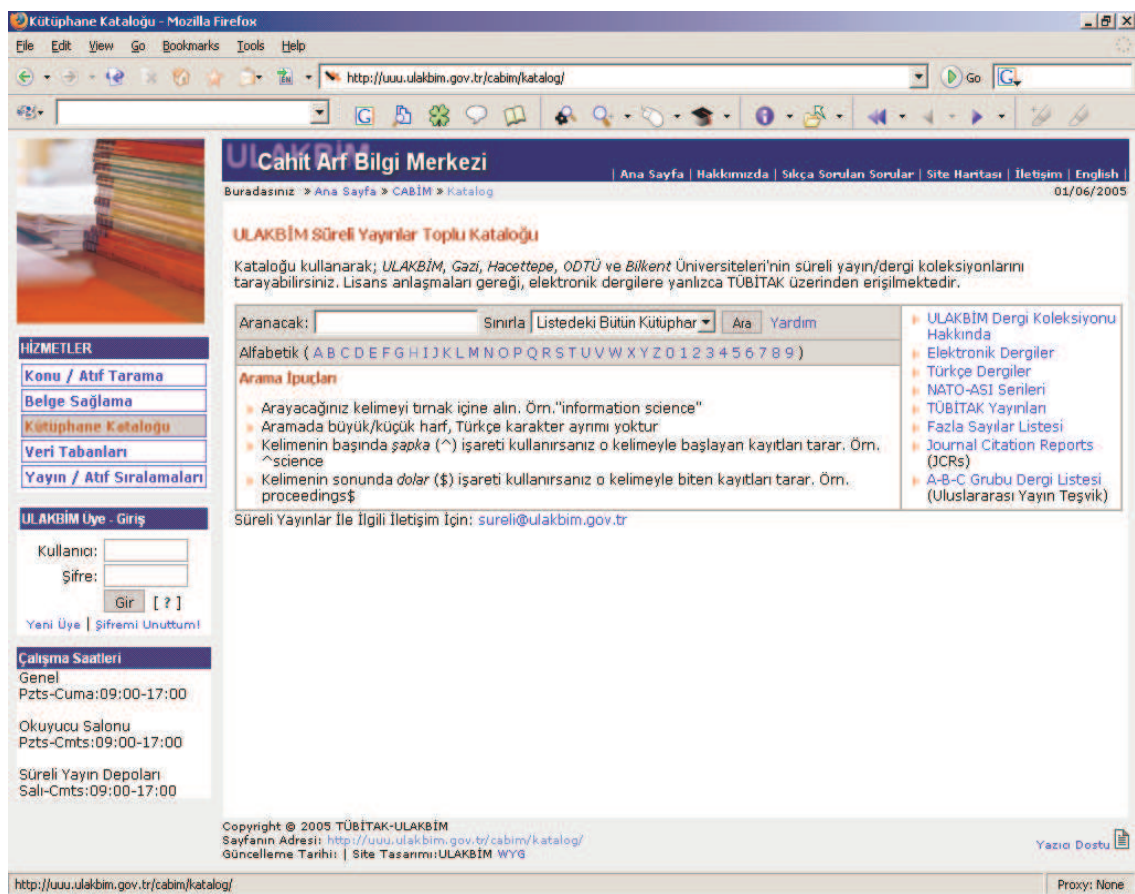 Kütüphane Kataloğu - Mozilla Firefox
File Edit View Go Bookmarks Tools Help
http://uuu.ulakbim.gov.tr/cabim/katalog/
Go
ULAKBİM
Cahit Arf Bilgi Merkezi
| Ana Sayfa | Hakkımızda | Sıkça Sorulan Sorular | Site Haritası | İletişim | English |
Buradasınız » Ana Sayfa » CABİM » Katalog
01/06/2005
ULAKBİM Süreli Yayınlar Toplu Kataloğu
Kataloğu kullanarak; ULAKBİM, Gazi, Hacettepe, ODTÜ ve Bilkent Üniversiteleri'nin süreli yayın/dergi koleksiyonlarını
tarayabilirsiniz. Lisans anlaşmaları gereği, elektronik dergilere yanlızca TÜBİTAK üzerinden erişilmektedir.
Aranacak: Sınırla Listedeki Bütün Kütüphar Ara Yardım
Alfabetik ( A B C D E F G H I J K L M N O P Q R S T U V W X Y Z 0 1 2 3 4 5 6 7 8 9 )
Arama İpuçları
Arayacağınız kelimeyi tırnak içine alın. Örn."information science"
Aramada büyük/küçük harf, Türkçe karakter ayrımı yoktur
Kelimenin başında şapka (^) işareti kullanırsanız o kelimeyle başlayan kayıtları tarar. Örn.
^science
Kelimenin sonunda dolar ($) işareti kullanırsanız o kelimeyle biten kayıtları tarar. Örn.
proceedings$
ULAKBİM Dergi Koleksiyonu
Hakkında
Elektronik Dergiler
Türkçe Dergiler
NATO-ASI Serileri
TÜBİTAK Yayınları
Fazla Sayılar Listesi
Journal Citation Reports
(JCRs)
A-B-C Grubu Dergi Listesi
(Uluslararası Yayın Teşvik)
Süreli Yayınlar İle İlgili İletişim İçin: sureli@ulakbim.gov.tr
HİZMETLER
Konu / Atıf Tarama
Belge Sağlama
Kütüphane Kataloğu
Veri Tabanları
Yayın / Atıf Sıralamaları
ULAKBİM Üye - Giriş
Kullanıcı:
Şifre:
Gir [ ? ]
Yeni Üye | Şifremi Unuttum!
Çalışma Saatleri
Genel
Pzts-Cuma:09:00-17:00
Okuyucu Salonu
Pzts-Cmts:09:00-17:00
Süreli Yayın Depoları
Salı-Cmts:09:00-17:00
Copyright © 2005 TÜBİTAK-ULAKBİM
Sayfanın Adresi: http://uuu.ulakbim.gov.tr/cabim/katalog/
Güncelleme Tarihi: | Site Tasarımı:ULAKBİM WYG
Yazıcı Dostu
http://uuu.ulakbim.gov.tr/cabim/katalog/
Proxy: None